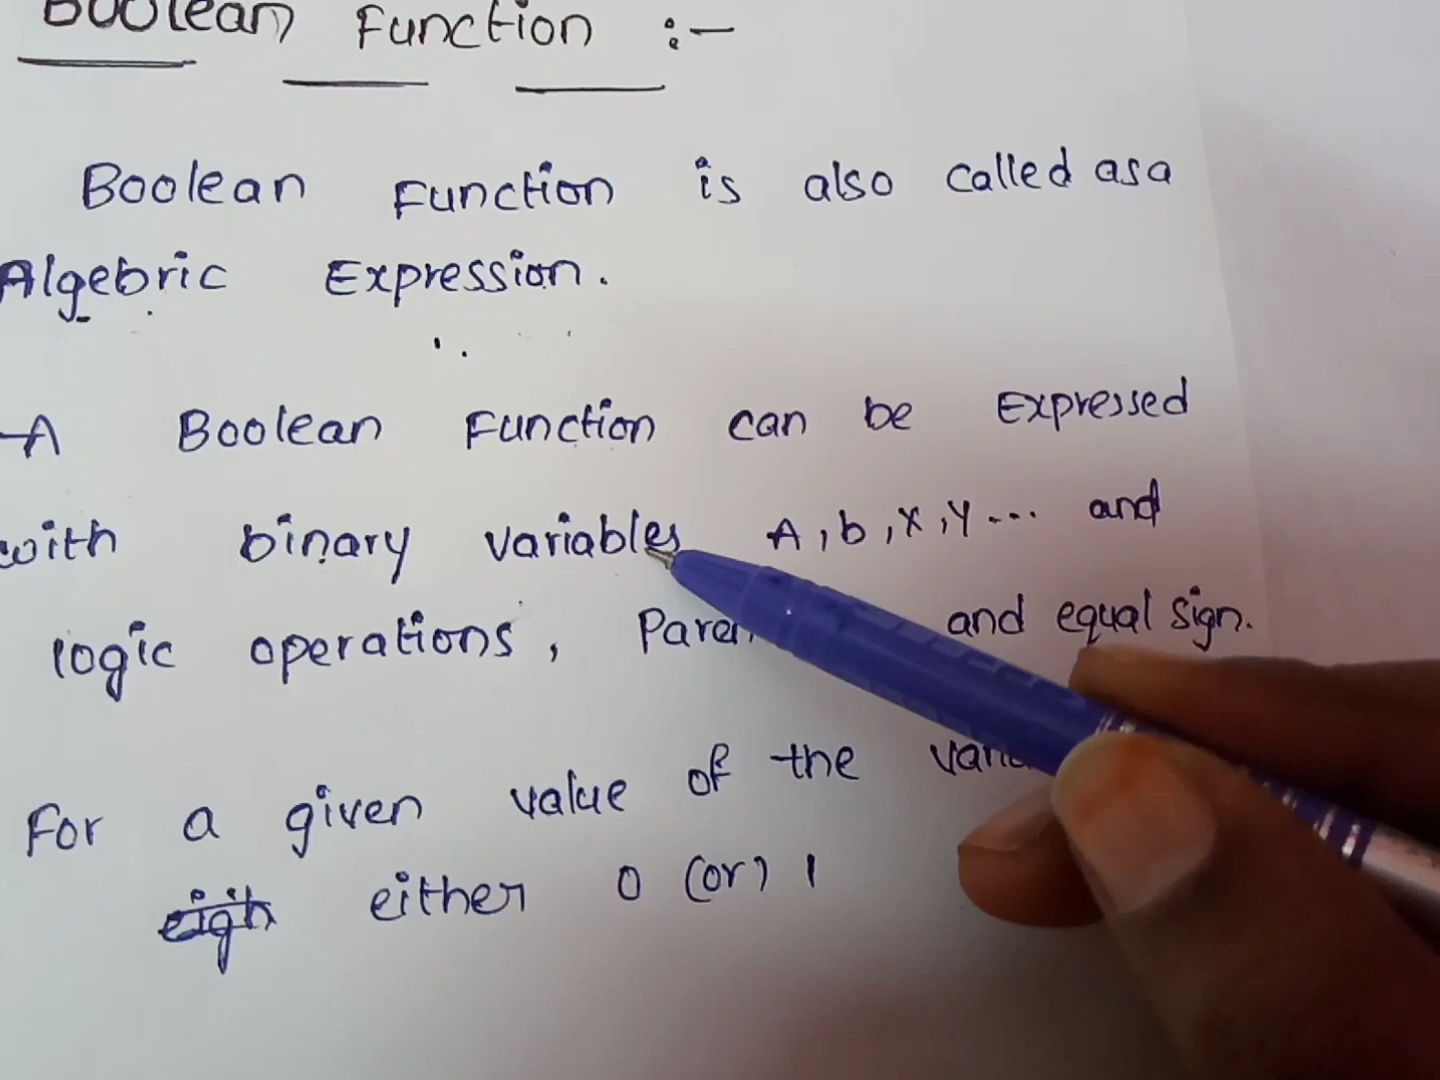 Boolean Function :-
Boolean Function is also called as a
Algebric Expression.
A Boolean Function can be Expressed
with binary variables A, b, x, y ... and
logic operations, and equal sign.
For a given value of the
either 0 (or) 1